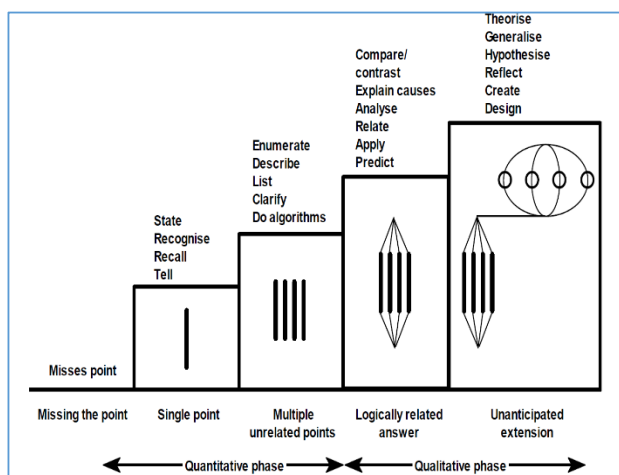 Theorise
Generalise
Hypothesise
Reflect
Create
Design
Compare/
contrast
Explain causes
Analyse
Relate
Apply
Predict
Enumerate
Describe
List
Clarify
Do algorithms
State
Recognise
Recall
Tell
Misses point
Missing the point
Single point
Multiple
unrelated points
Logically related
answer
Unanticipated
extension
Quantitative phase
Qualitative phase